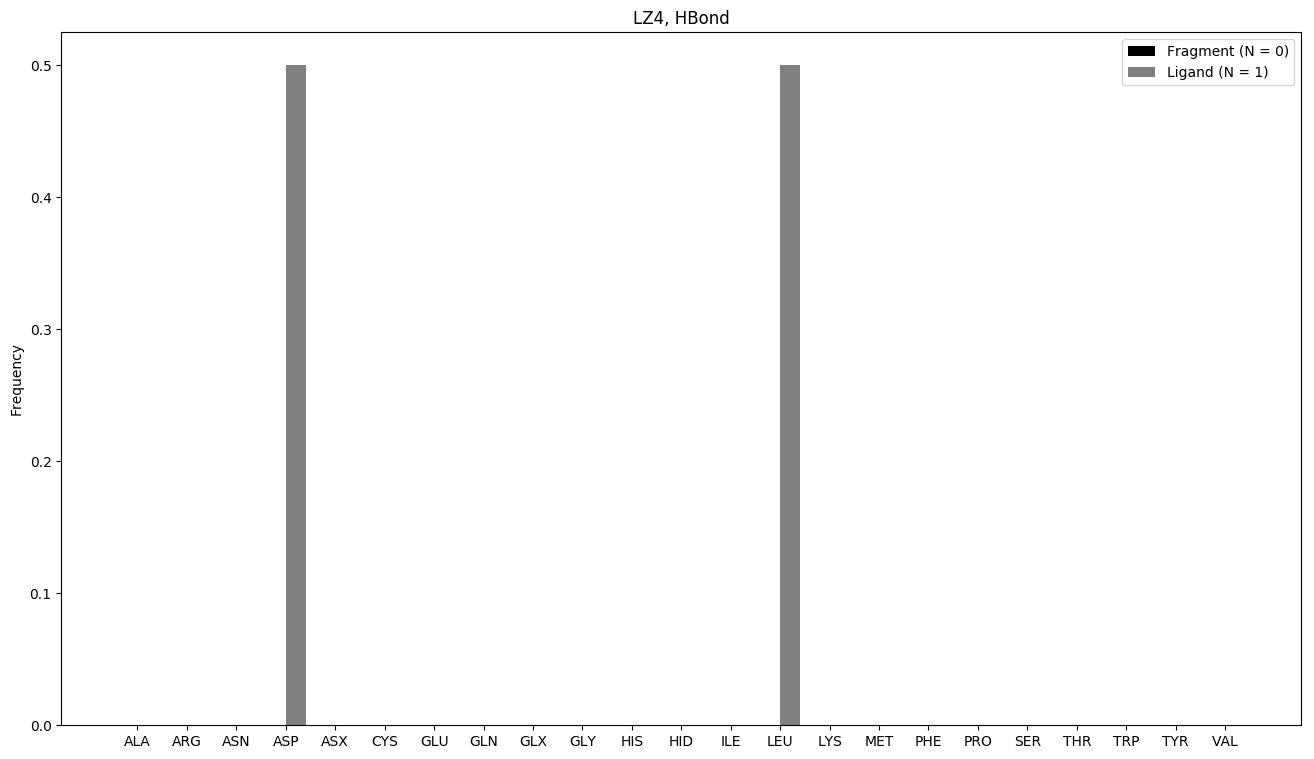 LZ4, HBond
Fragment (N = 0)
Ligand (N = 1)
Frequency
0.5
0.4
0.3
0.2
0.1
0.0
ALA ARG ASN ASP ASX CYS GLU GLN GLX GLY HIS HID ILE LEU LYS MET PHE PRO SER THR TRP TYR VAL